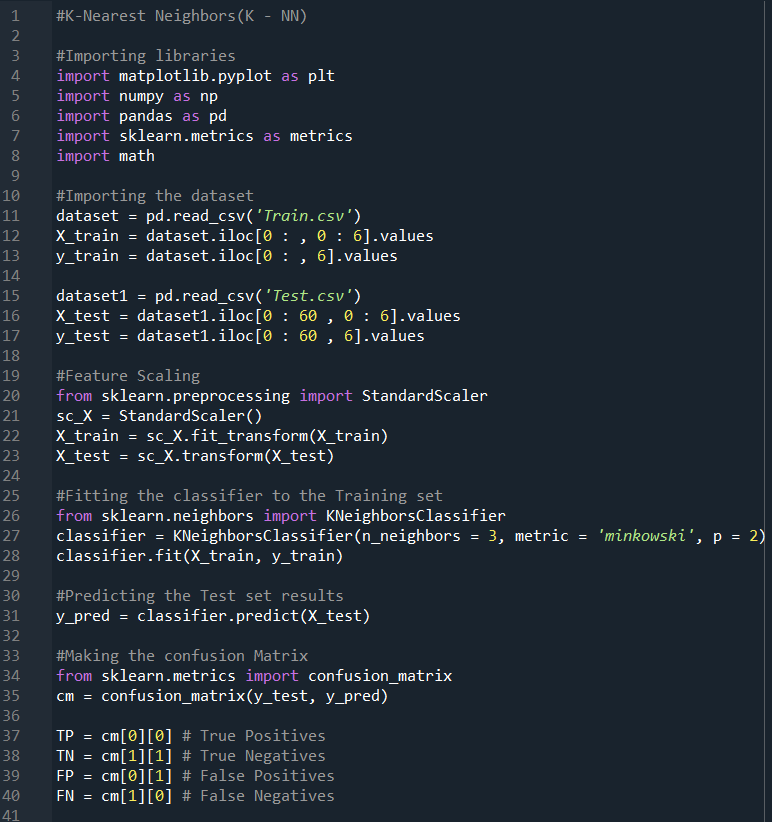 1 #K-Nearest Neighbors(K - NN)
2
3 #Importing libraries
4 import matplotlib.pyplot as plt
5 import numpy as np
6 import pandas as pd
7 import sklearn.metrics as metrics
8 import math
9
10 #Importing the dataset
11 dataset = pd.read_csv('Train.csv')
12 X_train = dataset.iloc[0 : , 0 : 6].values
13 y_train = dataset.iloc[0 : , 6].values
14
15 dataset1 = pd.read_csv('Test.csv')
16 X_test = dataset1.iloc[0 : 60 , 0 : 6].values
17 y_test = dataset1.iloc[0 : 60 , 6].values
18
19 #Feature Scaling
20 from sklearn.preprocessing import StandardScaler
21 sc_X = StandardScaler()
22 X_train = sc_X.fit_transform(X_train)
23 X_test = sc_X.transform(X_test)
24
25 #Fitting the classifier to the Training set
26 from sklearn.neighbors import KNeighborsClassifier
27 classifier = KNeighborsClassifier(n_neighbors = 3, metric = 'minkowski', p = 2)
28 classifier.fit(X_train, y_train)
29
30 #Predicting the Test set results
31 y_pred = classifier.predict(X_test)
32
33 #Making the confusion Matrix
34 from sklearn.metrics import confusion_matrix
35 cm = confusion_matrix(y_test, y_pred)
36
37 TP = cm[0][0] # True Positives
38 TN = cm[1][1] # True Negatives
39 FP = cm[0][1] # False Positives
40 FN = cm[1][0] # False Negatives
41